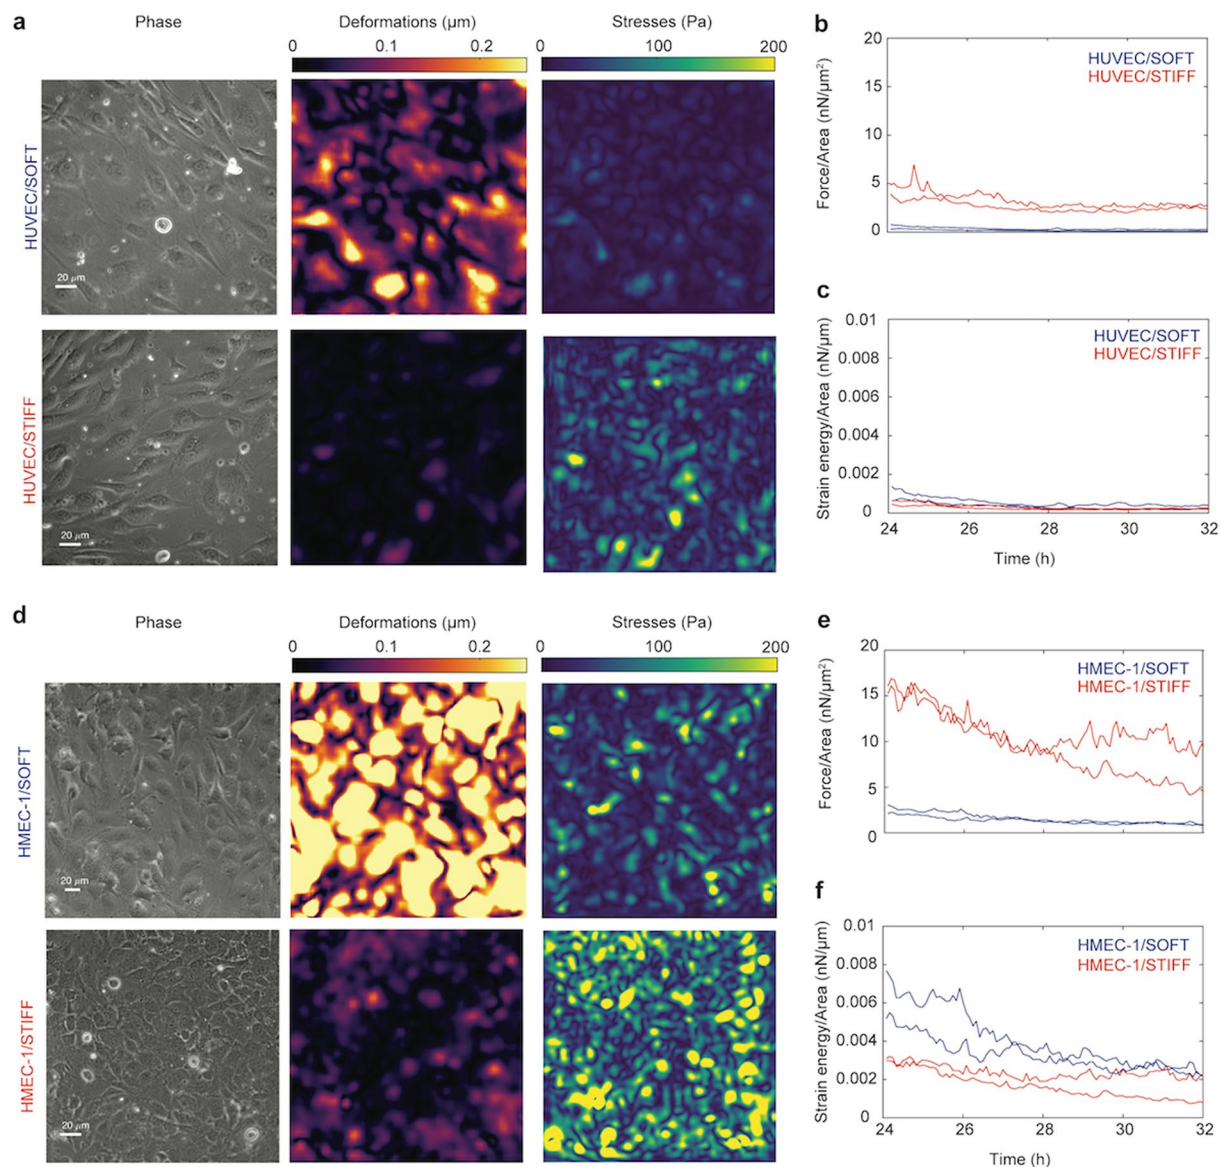 a
Phase
Deformations (μm)
Stresses (Pa)
0 0.1 0.2
0 100 200
HUVEC/SOFT
20 μm
HUVEC/STIFF
20 μm
b
20
15
10
5
0
Force/Area (nN/μm²)
HUVEC/SOFT
HUVEC/STIFF
c
0.01
0.008
0.006
0.004
0.002
0
Strain energy/Area (nN/μm)
HUVEC/SOFT
HUVEC/STIFF
24 26 28 30 32
Time (h)
d
Phase
Deformations (μm)
Stresses (Pa)
0 0.1 0.2
0 100 200
HMEC-1/SOFT
20 μm
HMEC-1/STIFF
20 μm
e
20
15
10
5
0
Force/Area (nN/μm²)
HMEC-1/SOFT
HMEC-1/STIFF
f
0.01
0.008
0.006
0.004
0.002
0
Strain energy/Area (nN/μm)
HMEC-1/SOFT
HMEC-1/STIFF
24 26 28 30 32
Time (h)